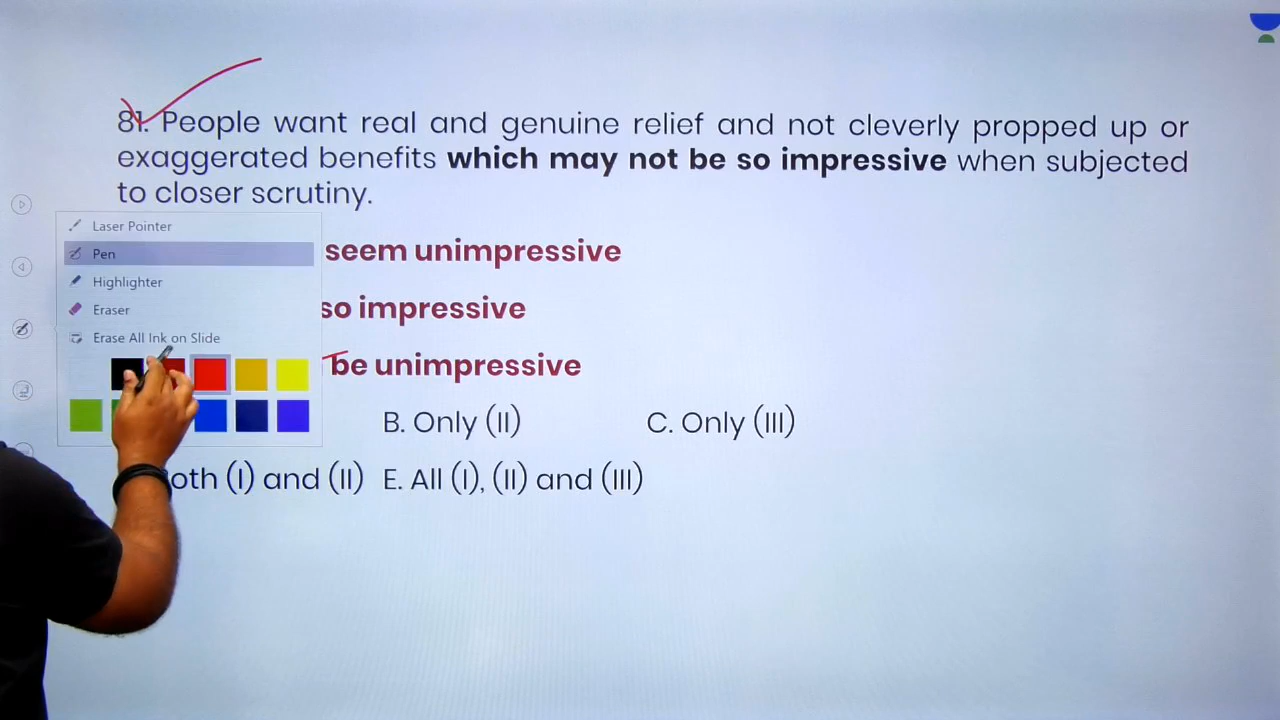 81. People want real and genuine relief and not cleverly propped up or
exaggerated benefits which may not be so impressive when subjected
to closer scrutiny.
Laser Pointer
Pen
Highlighter
Eraser
Erase All Ink on Slide
seem unimpressive
so impressive
be unimpressive
B. Only (II) C. Only (III)
oth (I) and (II) E. All (I), (II) and (III)